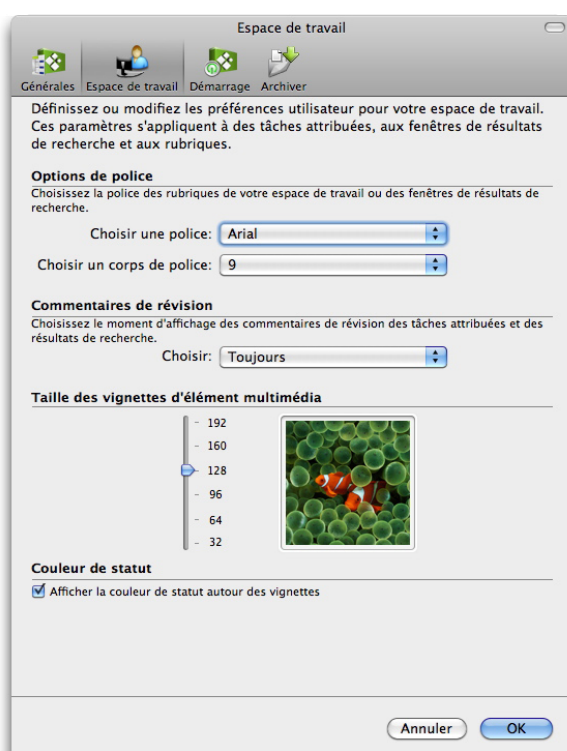 Espace de travail
Générales Espace de travail Démarrage Archiver
Définissez ou modifiez les préférences utilisateur pour votre espace de travail.
Ces paramètres s'appliquent à des tâches attribuées, aux fenêtres de résultats
de recherche et aux rubriques.
Options de police
Choisissez la police des rubriques de votre espace de travail ou des fenêtres de résultats de
recherche.
Choisir une police: Arial
Choisir un corps de police: 9
Commentaires de révision
Choisissez le moment d'affichage des commentaires de révision des tâches attribuées et des
résultats de recherche.
Choisir: Toujours
Taille des vignettes d'élément multimédia
192
160
128
96
64
32
Couleur de statut
Afficher la couleur de statut autour des vignettes
Annuler OK